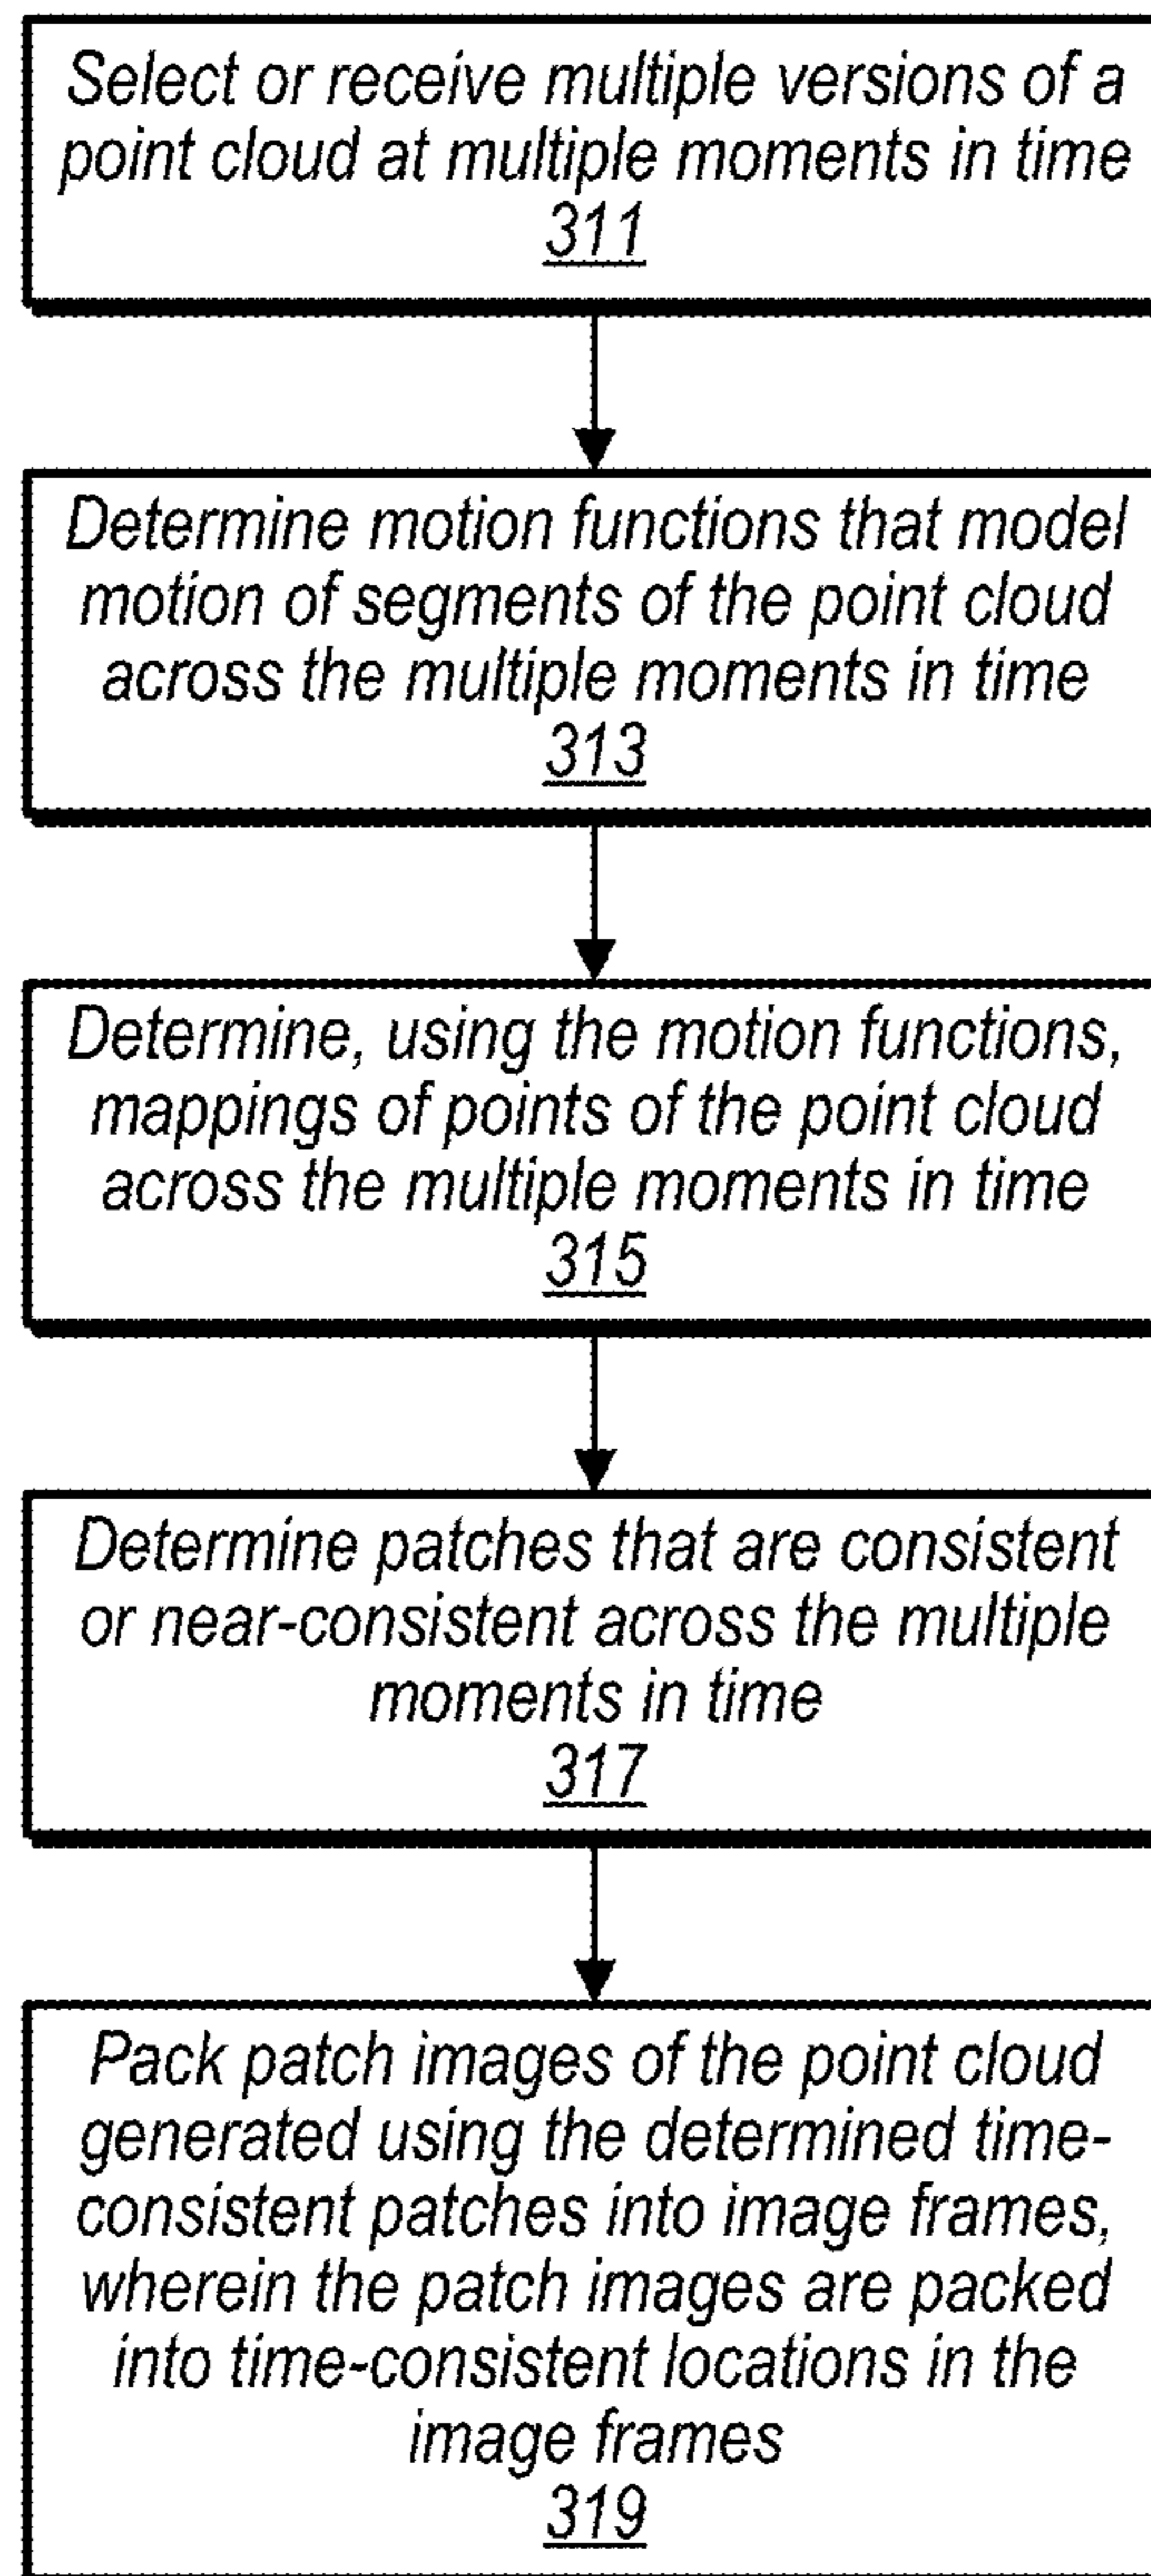 Select or receive multiple versions of a
point cloud at multiple moments in time
311
Determine motion functions that model
motion of segments of the point cloud
across the multiple moments in time
313
Determine, using the motion functions,
mappings of points of the point cloud
across the multiple moments in time
315
Determine patches that are consistent
or near-consistent across the multiple
moments in time
317
Pack patch images of the point cloud
generated using the determined time-
consistent patches into image frames,
wherein the patch images are packed
into time-consistent locations in the
image frames
319